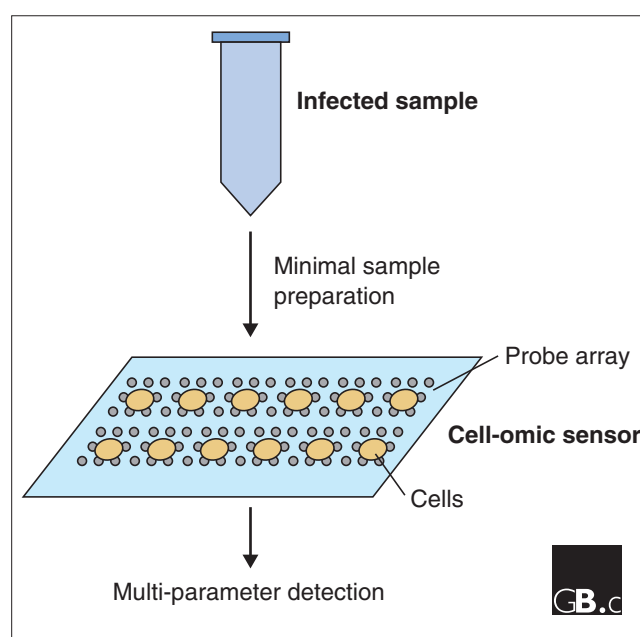 Infected sample
Minimal sample
preparation
Probe array
Cell-omic sensor
Cells
Multi-parameter detection
GB.c